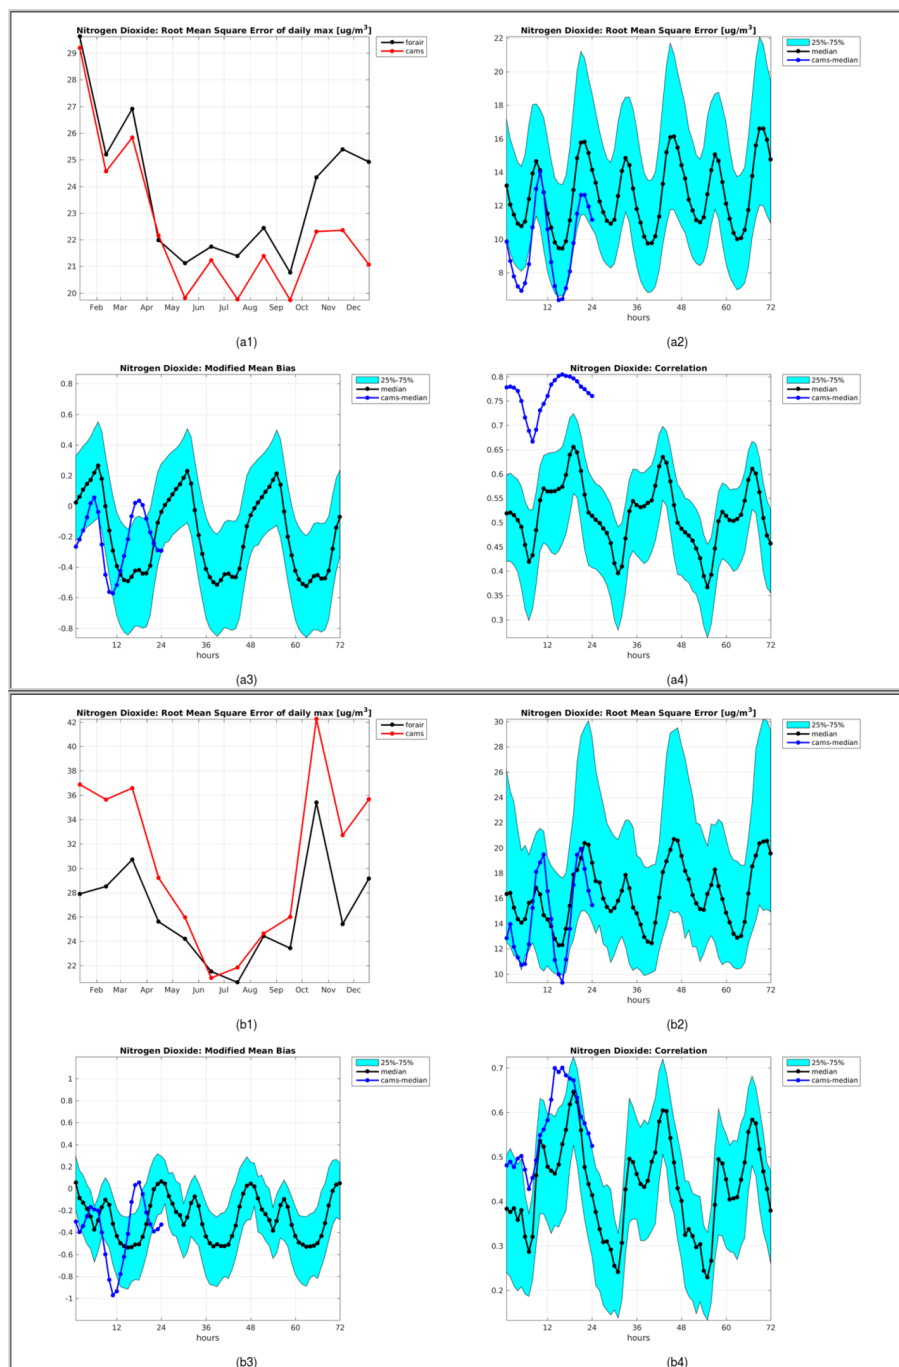 Nitrogen Dioxide: Root Mean Square Error of daily max [ug/m³]
29
28
27
26
25
24
23
22
21
20
Feb Mar Apr May Jun Jul Aug Sep Oct Nov Dec
forair
cams
(a1)
Nitrogen Dioxide: Root Mean Square Error [ug/m³]
22
20
18
16
14
12
10
8
12 24 36 48 60 72
hours
25%-75%
median
cams-median
(a2)
Nitrogen Dioxide: Modified Mean Bias
0.8
0.6
0.4
0.2
0
-0.2
-0.4
-0.6
-0.8
12 24 36 48 60 72
hours
25%-75%
median
cams-median
(a3)
Nitrogen Dioxide: Correlation
0.8
0.75
0.7
0.65
0.6
0.55
0.5
0.45
0.4
0.35
0.3
12 24 36 48 60 72
hours
25%-75%
median
cams-median
(a4)
Nitrogen Dioxide: Root Mean Square Error of daily max [ug/m³]
42
40
38
36
34
32
30
28
26
24
22
Feb Mar Apr May Jun Jul Aug Sep Oct Nov Dec
forair
cams
(b1)
Nitrogen Dioxide: Root Mean Square Error [ug/m³]
30
28
26
24
22
20
18
16
14
12
10
12 24 36 48 60 72
hours
25%-75%
median
cams-median
(b2)
Nitrogen Dioxide: Modified Mean Bias
1
0.8
0.6
0.4
0.2
0
-0.2
-0.4
-0.6
-0.8
-1
12 24 36 48 60 72
hours
25%-75%
median
cams-median
(b3)
Nitrogen Dioxide: Correlation
0.7
0.6
0.5
0.4
0.3
0.2
12 24 36 48 60 72
hours
25%-75%
median
cams-median
(b4)